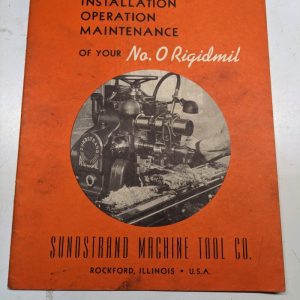 INSTALLATION
OPERATION
MAINTENANCE
OF YOUR No. 0 Rigidmil
SUNDSTRAND MACHINE TOOL CO.
ROCKFORD, ILLINOIS • U.S.A.